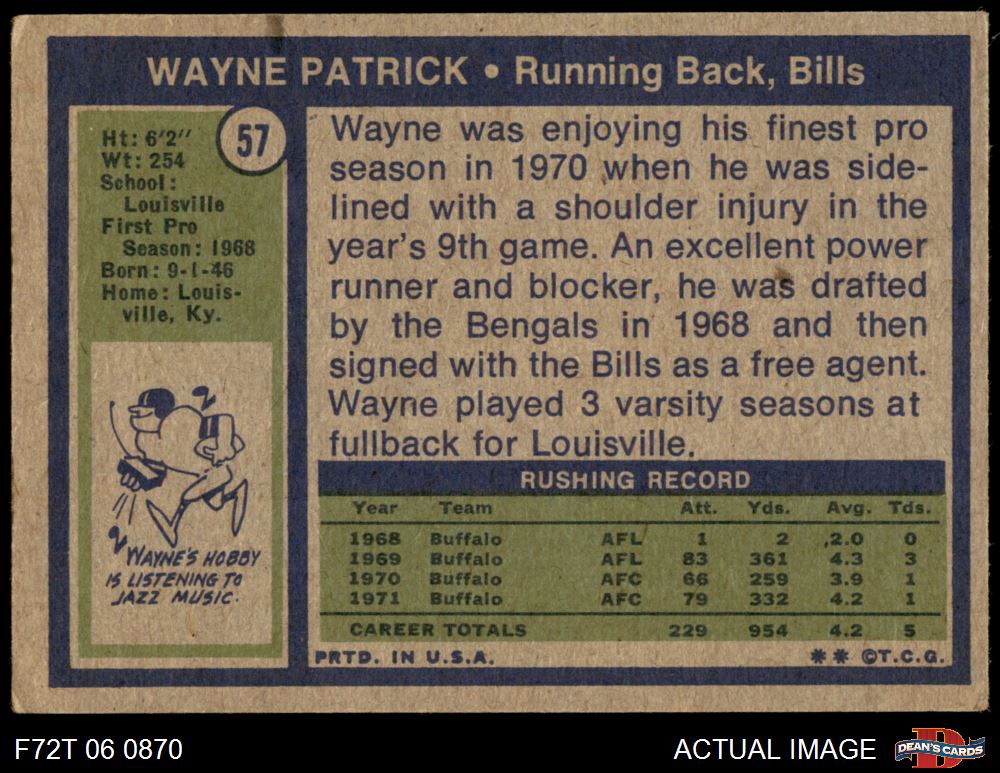 WAYNE PATRICK • Running Back, Bills
57
Ht: 6'2"
Wt: 254
School:
Louisville
First Pro
Season: 1968
Born: 9-1-46
Home: Louis-
ville, Ky.
WAYNE'S HOBBY
IS LISTENING TO
JAZZ MUSIC.
Wayne was enjoying his finest pro
season in 1970 when he was side-
lined with a shoulder injury in the
year's 9th game. An excellent power
runner and blocker, he was drafted
by the Bengals in 1968 and then
signed with the Bills as a free agent.
Wayne played 3 varsity seasons at
fullback for Louisville.
RUSHING RECORD
Year Team Att. Yds. Avg. Tds.
1968 Buffalo AFL 1 2 2.0 0
1969 Buffalo AFL 83 361 4.3 3
1970 Buffalo AFC 66 259 3.9 1
1971 Buffalo AFC 79 332 4.2 1
CAREER TOTALS 229 954 4.2 5
PRTD. IN U.S.A. ** ©T.C.G.
F72T 06 0870 ACTUAL IMAGE
D
DEAN'S CARDS